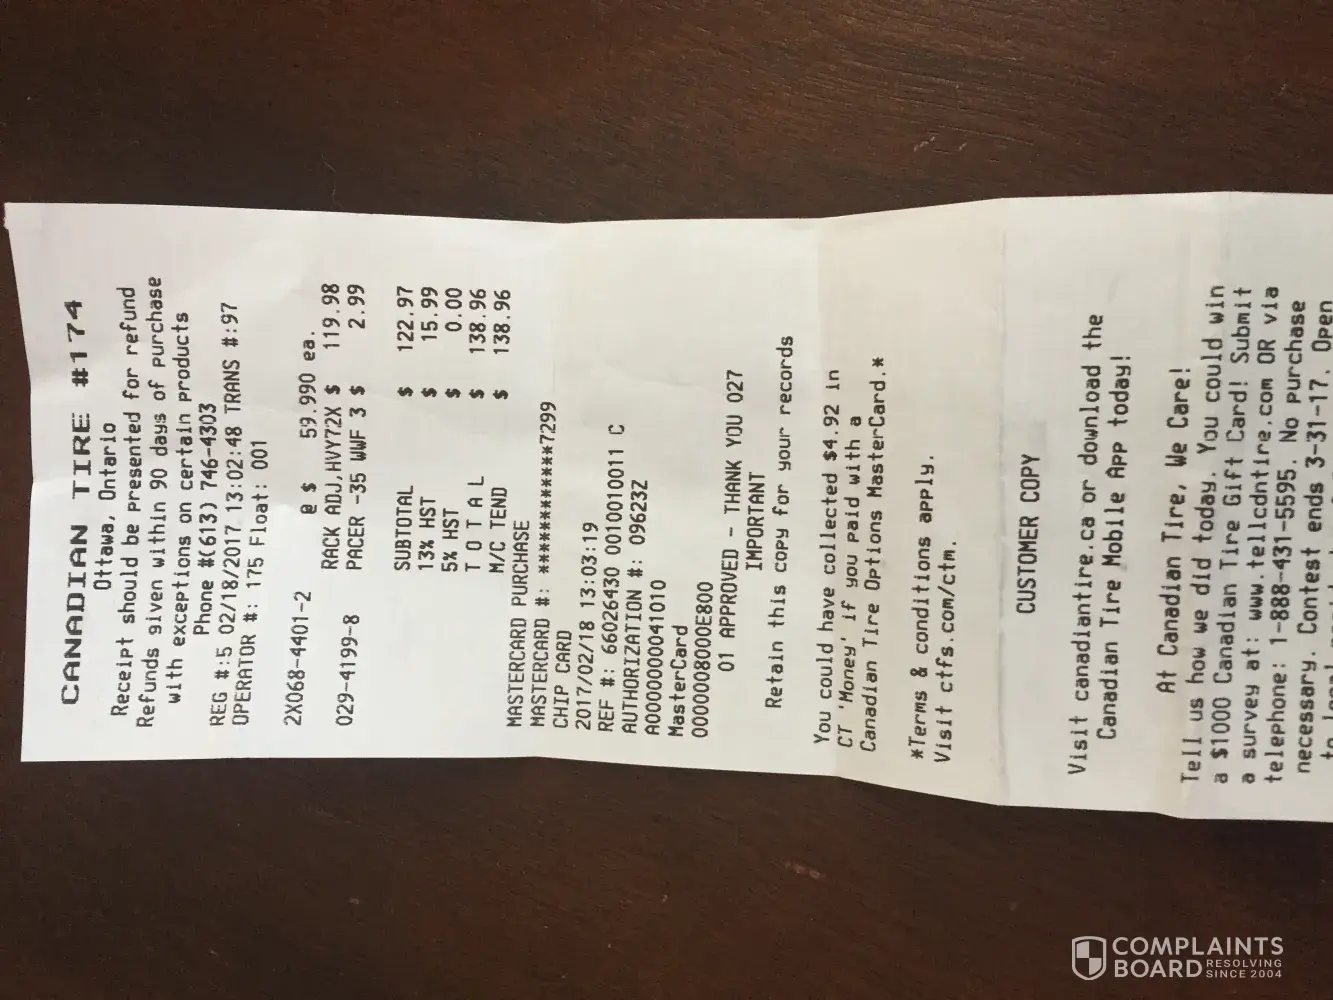 CANADIAN TIRE #174
Ottawa, Ontario
Receipt should be presented for refund
Refunds given within 90 days of purchase
with exceptions on certain products
Phone #(613) 746-4303
REG #:5 02/18/2017 13:02:48 TRANS #:97
OPERATOR #: 175 Float: 001
2X068-4401-2 @ $ 59.990 ea.
RACK ADJ,HVY72X $ 119.98
029-4199-8 PACER -35 WWF 3 $ 2.99
SUBTOTAL $ 122.97
13% HST $ 15.99
5% HST $ 0.00
T O T A L $ 138.96
M/C TEND $ 138.96
MASTERCARD PURCHASE
MASTERCARD #: ************7299
CHIP CARD
2017/02/18 13:03:19
REF #: 66026430 0010010011 C
AUTHORIZATION #: 09623Z
A0000000041010
MasterCard
0000008000E800
01 APPROVED - THANK YOU 027
IMPORTANT
Retain this copy for your records
You could have collected $4.92 in
CT 'Money' if you paid with a
Canadian Tire Options MasterCard.*
*Terms & conditions apply.
Visit ctfs.com/ctm.
CUSTOMER COPY
Visit canadiantire.ca or download the
Canadian Tire Mobile App today!
At Canadian Tire, We Care!
Tell us how we did today. You could win
a $1000 Canadian Tire Gift Card! Submit
a survey at: www.tellcdntire.com OR via
telephone: 1-888-431-5595. No purchase
necessary. Contest ends 3-31-17. Open
COMPLAINTS
BOARD RESOLVING
SINCE 2004